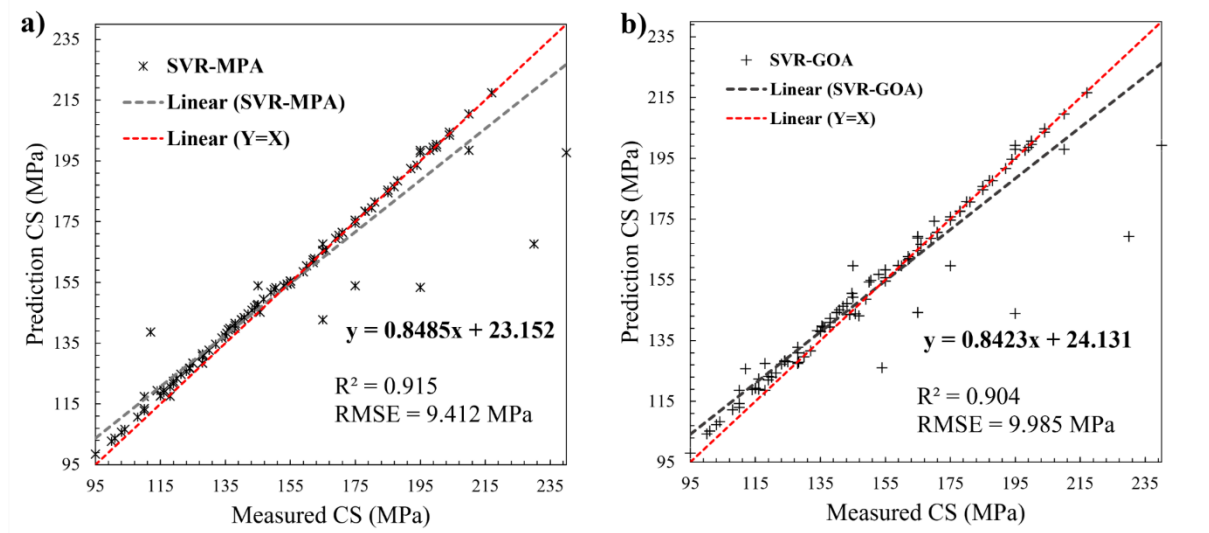 a)
235
215
195
175
155
135
115
95
Prediction CS (MPa)
SVR-MPA
Linear (SVR-MPA)
Linear (Y=X)
y = 0.8485x + 23.152
R² = 0.915
RMSE = 9.412 MPa
95 115 135 155 175 195 215 235
Measured CS (MPa)
b)
235
215
195
175
155
135
115
95
Prediction CS (MPa)
SVR-GOA
Linear (SVR-GOA)
Linear (Y=X)
y = 0.8423x + 24.131
R² = 0.904
RMSE = 9.985 MPa
95 115 135 155 175 195 215 235
Measured CS (MPa)